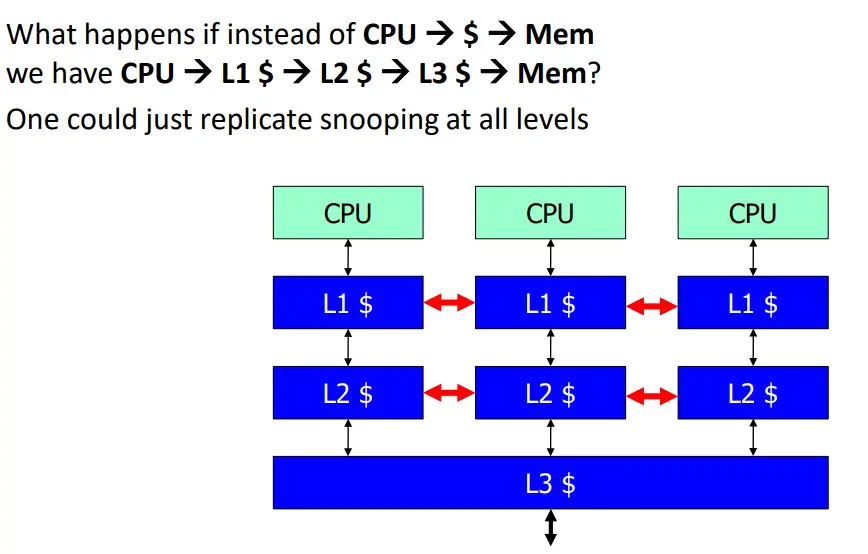 What happens if instead of CPU → $ → Mem
we have CPU → L1 $ → L2 $ → L3 $ → Mem?
One could just replicate snooping at all levels
CPU CPU CPU
L1 $ L1 $ L1 $
L2 $ L2 $ L2 $
L3 $